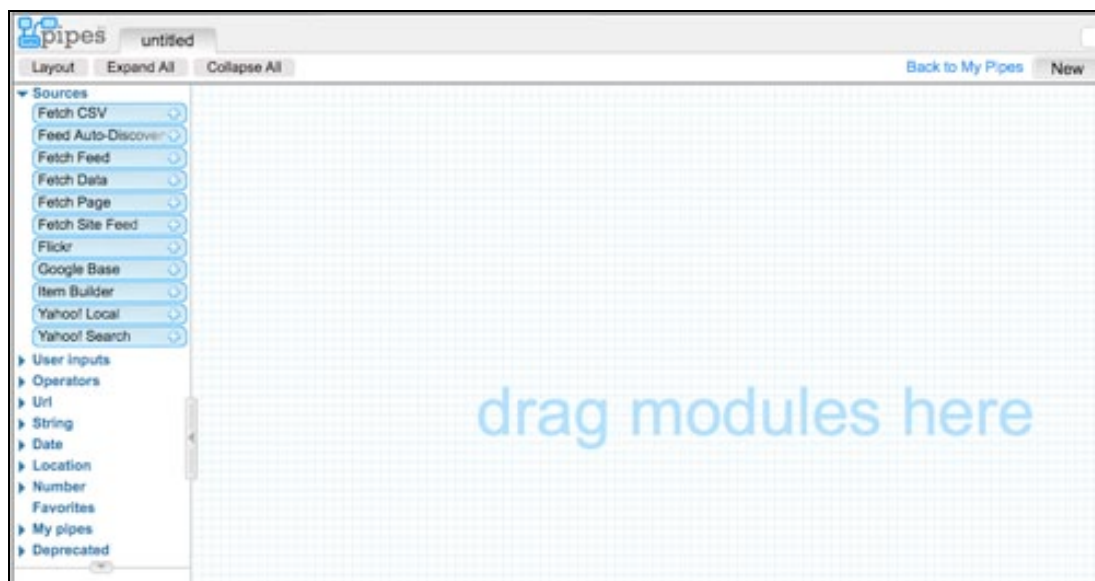 pipes untitled
Layout Expand All Collapse All Back to My Pipes New
Sources
Fetch CSV
Feed Auto-Discover
Fetch Feed
Fetch Data
Fetch Page
Fetch Site Feed
Flickr
Google Base
Item Builder
Yahoo! Local
Yahoo! Search
User inputs
Operators
Url
String
Date
Location
Number
Favorites
My pipes
Deprecated
drag modules here